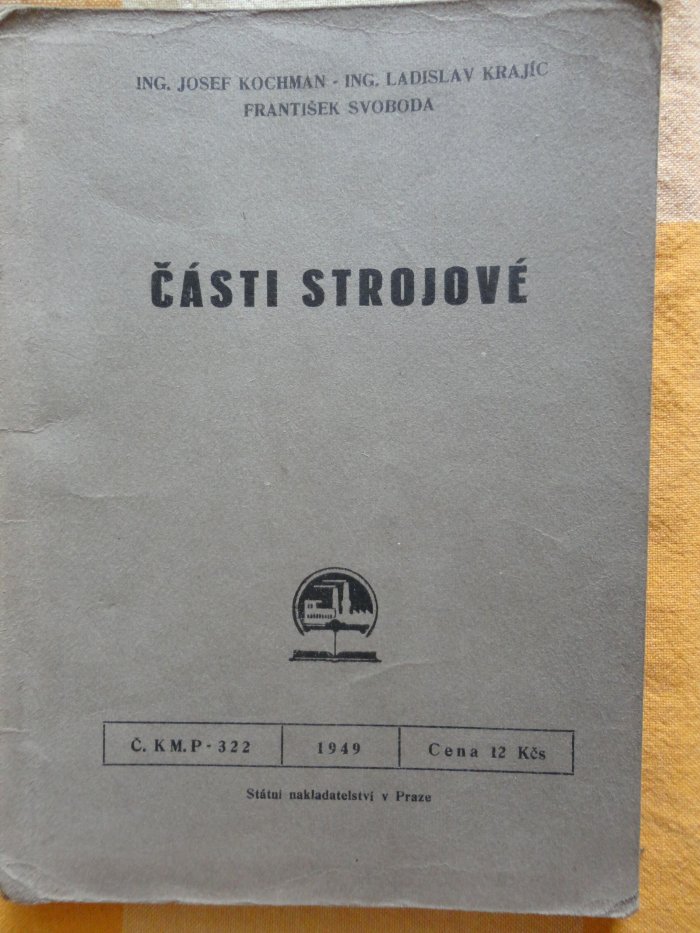 ING. JOSEF KOCHMAN - ING. LADISLAV KRAJÍC
FRANTIŠEK SVOBODA
ČÁSTI STROJOVÉ
Č. KM.P - 322 1949 Cena 12 Kčs
Státní nakladatelství v Praze